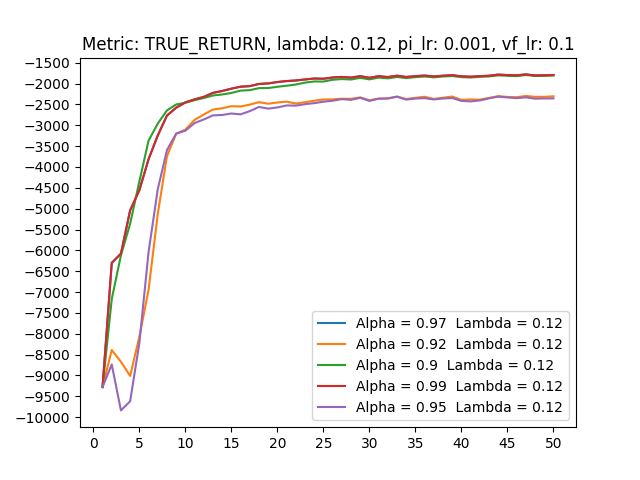 Metric: TRUE_RETURN, lambda: 0.12, pi_lr: 0.001, vf_lr: 0.1
−1500
−2000
−2500
−3000
−3500
−4000
−4500
−5000
−5500
−6000
−6500
−7000
−7500
−8000
−8500
−9000
−9500
−10000
Alpha = 0.97  Lambda = 0.12
Alpha = 0.92  Lambda = 0.12
Alpha = 0.9  Lambda = 0.12
Alpha = 0.99  Lambda = 0.12
Alpha = 0.95  Lambda = 0.12
0 5 10 15 20 25 30 35 40 45 50